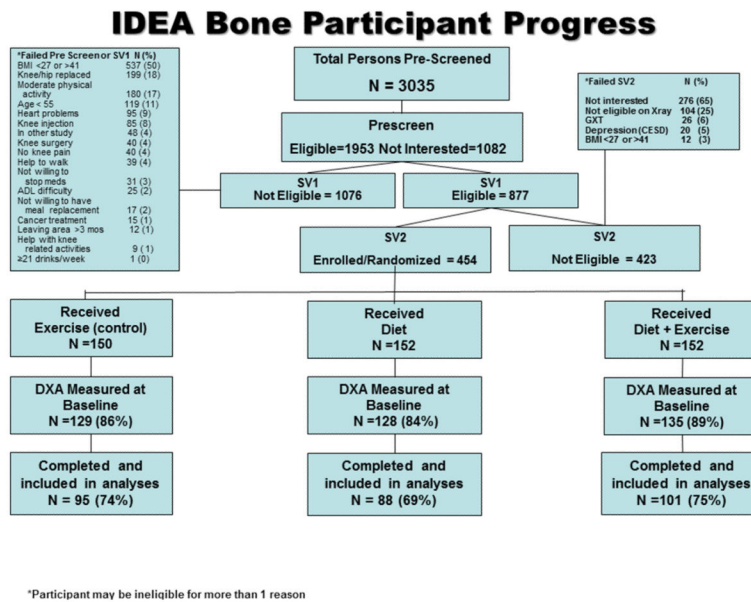 IDEA Bone Participant Progress
*Failed Pre Screen or SV1 N (%)
BMI <27 or >41 537 (50)
Knee/hip replaced 199 (18)
Moderate physical
activity 180 (17)
Age < 55 119 (11)
Heart problems 95 (9)
Knee injection 85 (8)
In other study 48 (4)
Knee surgery 40 (4)
No knee pain 40 (4)
Help to walk 39 (4)
Not willing to
stop meds 31 (3)
ADL difficulty 25 (2)
Not willing to have
meal replacement 17 (2)
Cancer treatment 15 (1)
Leaving area >3 mos 12 (1)
Help with knee
related activities 9 (1)
≥21 drinks/week 1 (0)
Total Persons Pre-Screened
N = 3035
Prescreen
Eligible=1953 Not Interested=1082
*Failed SV2 N (%)
Not interested 276 (65)
Not eligible on Xray 104 (25)
GXT 26 (6)
Depression (CESD) 20 (5)
BMI <27 or >41 12 (3)
SV1
Not Eligible = 1076
SV1
Eligible = 877
SV2
Enrolled/Randomized = 454
SV2
Not Eligible = 423
Received
Exercise (control)
N =150
Received
Diet
N =152
Received
Diet + Exercise
N =152
DXA Measured at
Baseline
N =129 (86%)
DXA Measured at
Baseline
N =128 (84%)
DXA Measured at
Baseline
N =135 (89%)
Completed and
included in analyses
N = 95 (74%)
Completed and
included in analyses
N = 88 (69%)
Completed and
included in analyses
N =101 (75%)
*Participant may be ineligible for more than 1 reason